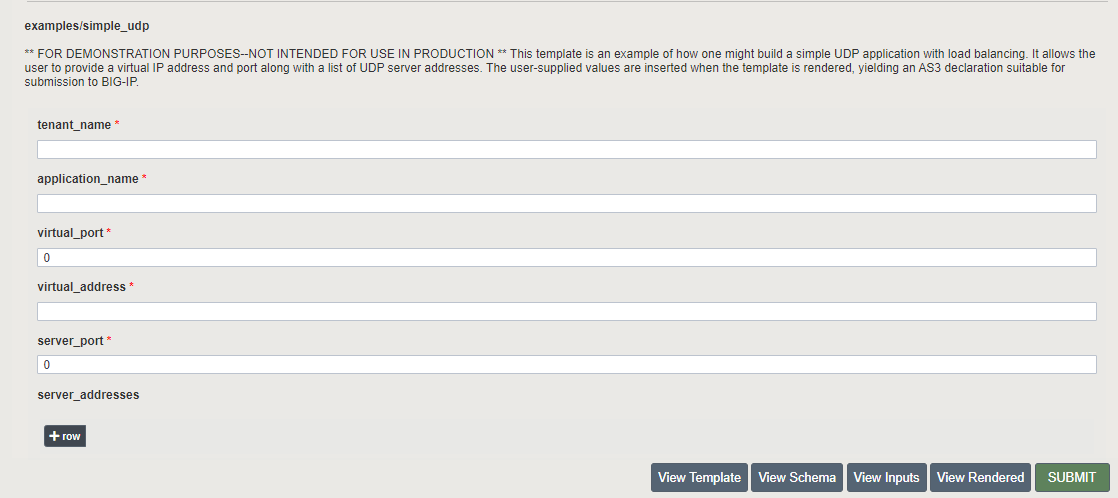 examples/simple_udp
** FOR DEMONSTRATION PURPOSES--NOT INTENDED FOR USE IN PRODUCTION ** This template is an example of how one might build a simple UDP application with load balancing. It allows the
user to provide a virtual IP address and port along with a list of UDP server addresses. The user-supplied values are inserted when the template is rendered, yielding an AS3 declaration suitable for
submission to BIG-IP.
tenant_name *
application_name *
virtual_port *
0
virtual_address *
server_port *
0
server_addresses
+ row
View Template View Schema View Inputs View Rendered SUBMIT